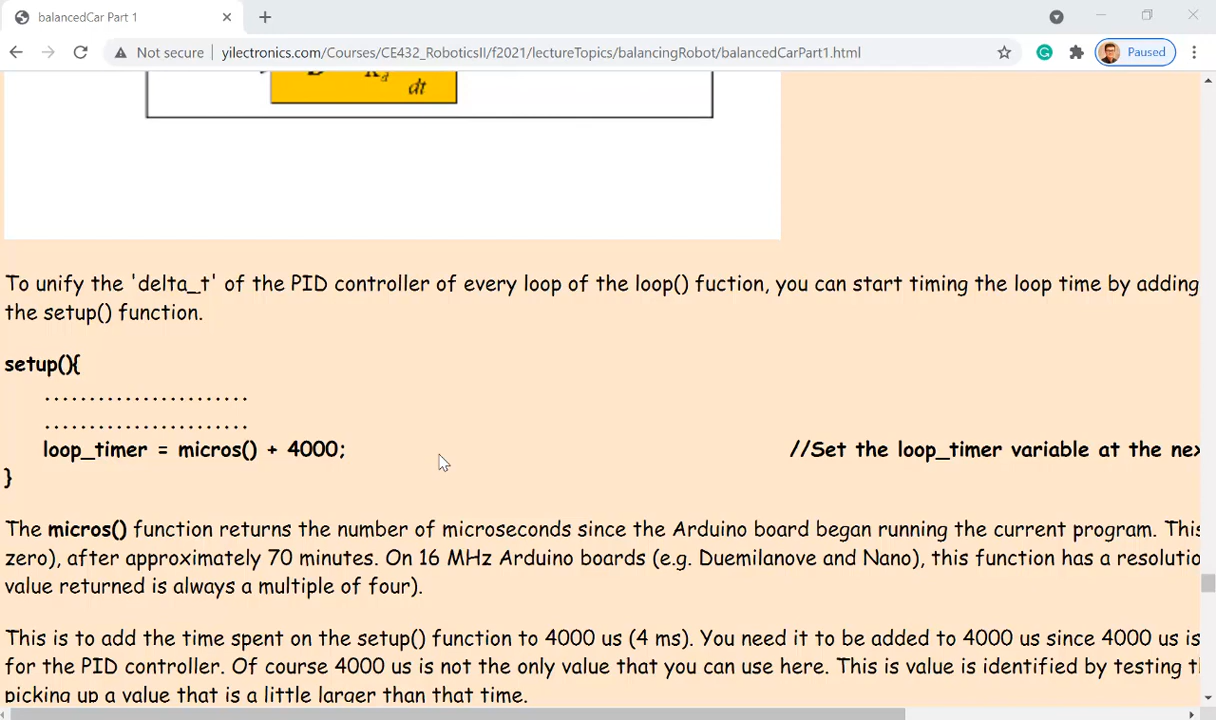 balancedCar Part 1
Not secure
yilectronics.com/Courses/CE432_RoboticsII/f2021/lectureTopics/balancingRobot/balancedCarPart1.html
Paused
dt
To unify the 'delta_t' of the PID controller of every loop of the loop() fuction, you can start timing the loop time by adding
the setup() function.
setup(){
.......................
.......................
loop_timer = micros() + 4000; //Set the loop_timer variable at the
}
The micros() function returns the number of microseconds since the Arduino board began running the current program. This
zero), after approximately 70 minutes. On 16 MHz Arduino boards (e.g. Duemilanove and Nano), this function has a
value returned is always a multiple of four).
This is to add the time spent on the setup() function to 4000 us (4 ms). You need it to be added to 4000 us since 4000 us is
for the PID controller. Of course 4000 us is not the only value that you can use here. This is value is identified by testing
picking up a value that is a little larger than that time.